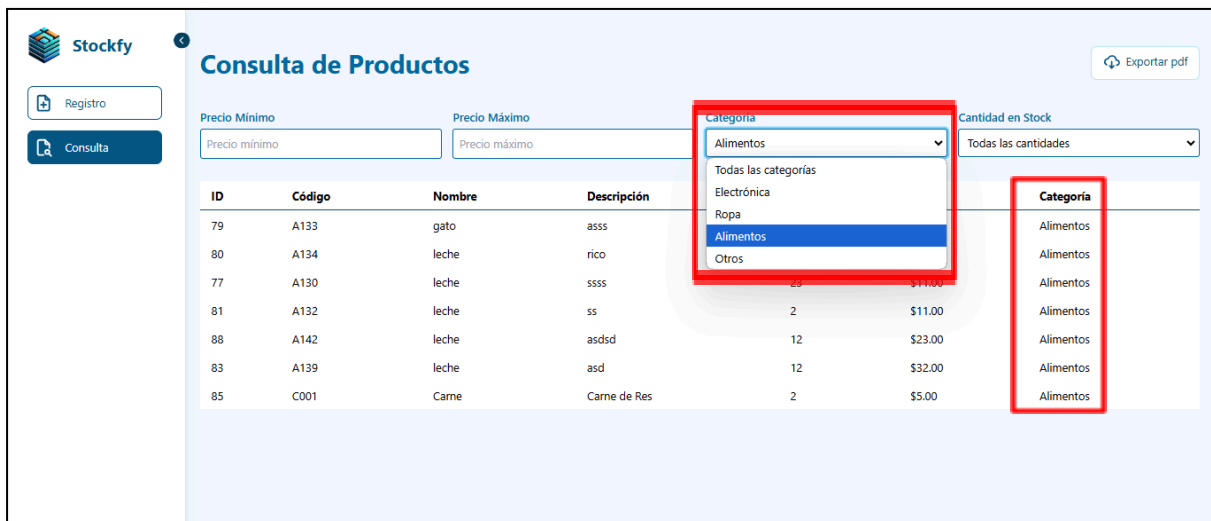 Stockfy
Consulta de Productos
Exportar pdf
Registro
Consulta
Precio Mínimo Precio Máximo Categoría Cantidad en Stock
Precio mínimo Precio máximo Alimentos Todas las cantidades
Todas las categorías
Electrónica
Ropa
Alimentos
Otros
ID Código Nombre Descripción Categoría
79 A133 gato asss Alimentos
80 A134 leche rico Alimentos
77 A130 leche ssss 23 $11.00 Alimentos
81 A132 leche ss 2 $11.00 Alimentos
88 A142 leche asdsd 12 $23.00 Alimentos
83 A139 leche asd 12 $32.00 Alimentos
85 C001 Carne Carne de Res 2 $5.00 Alimentos